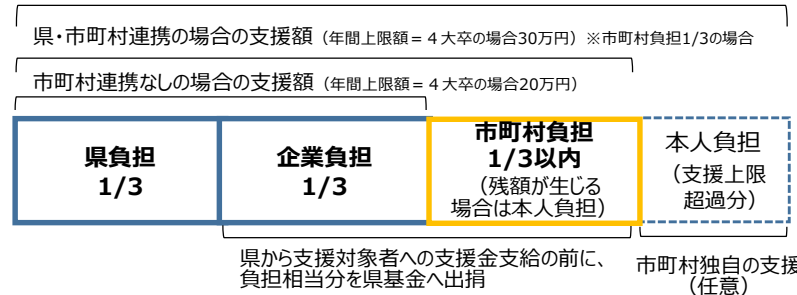 県・市町村連携の場合の支援額（年間上限額＝４大卒の場合30万円）※市町村負担1/3の場合
市町村連携なしの場合の支援額（年間上限額＝４大卒の場合20万円）
県負担
1/3
企業負担
1/3
市町村負担
1/3以内
（残額が生じる
場合は本人負担）
本人負担
（支援上限
超過分）
県から支援対象者への支援金支給の前に、
負担相当分を県基金へ出捐
市町村独自の支援
（任意）